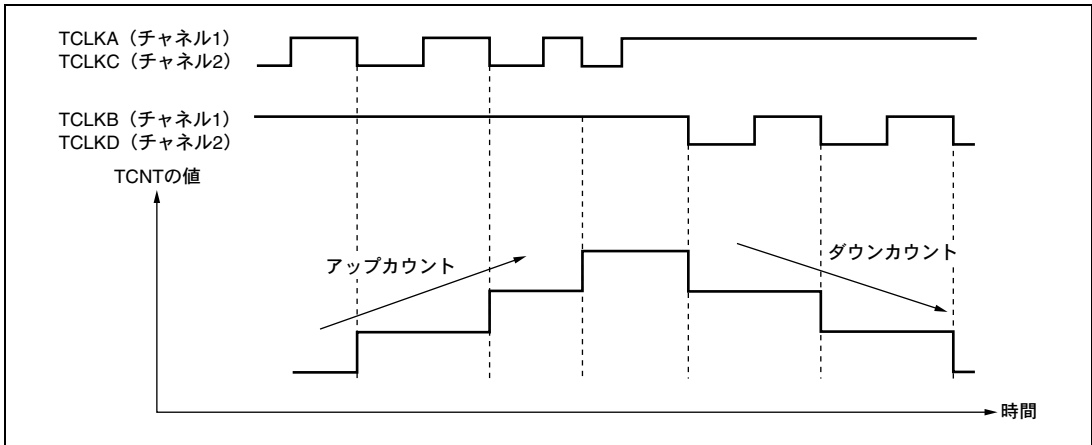 TCLKA（チャネル1）
TCLKC（チャネル2）
TCLKB（チャネル1）
TCLKD（チャネル2）
TCNTの値
アップカウント
ダウンカウント
時間